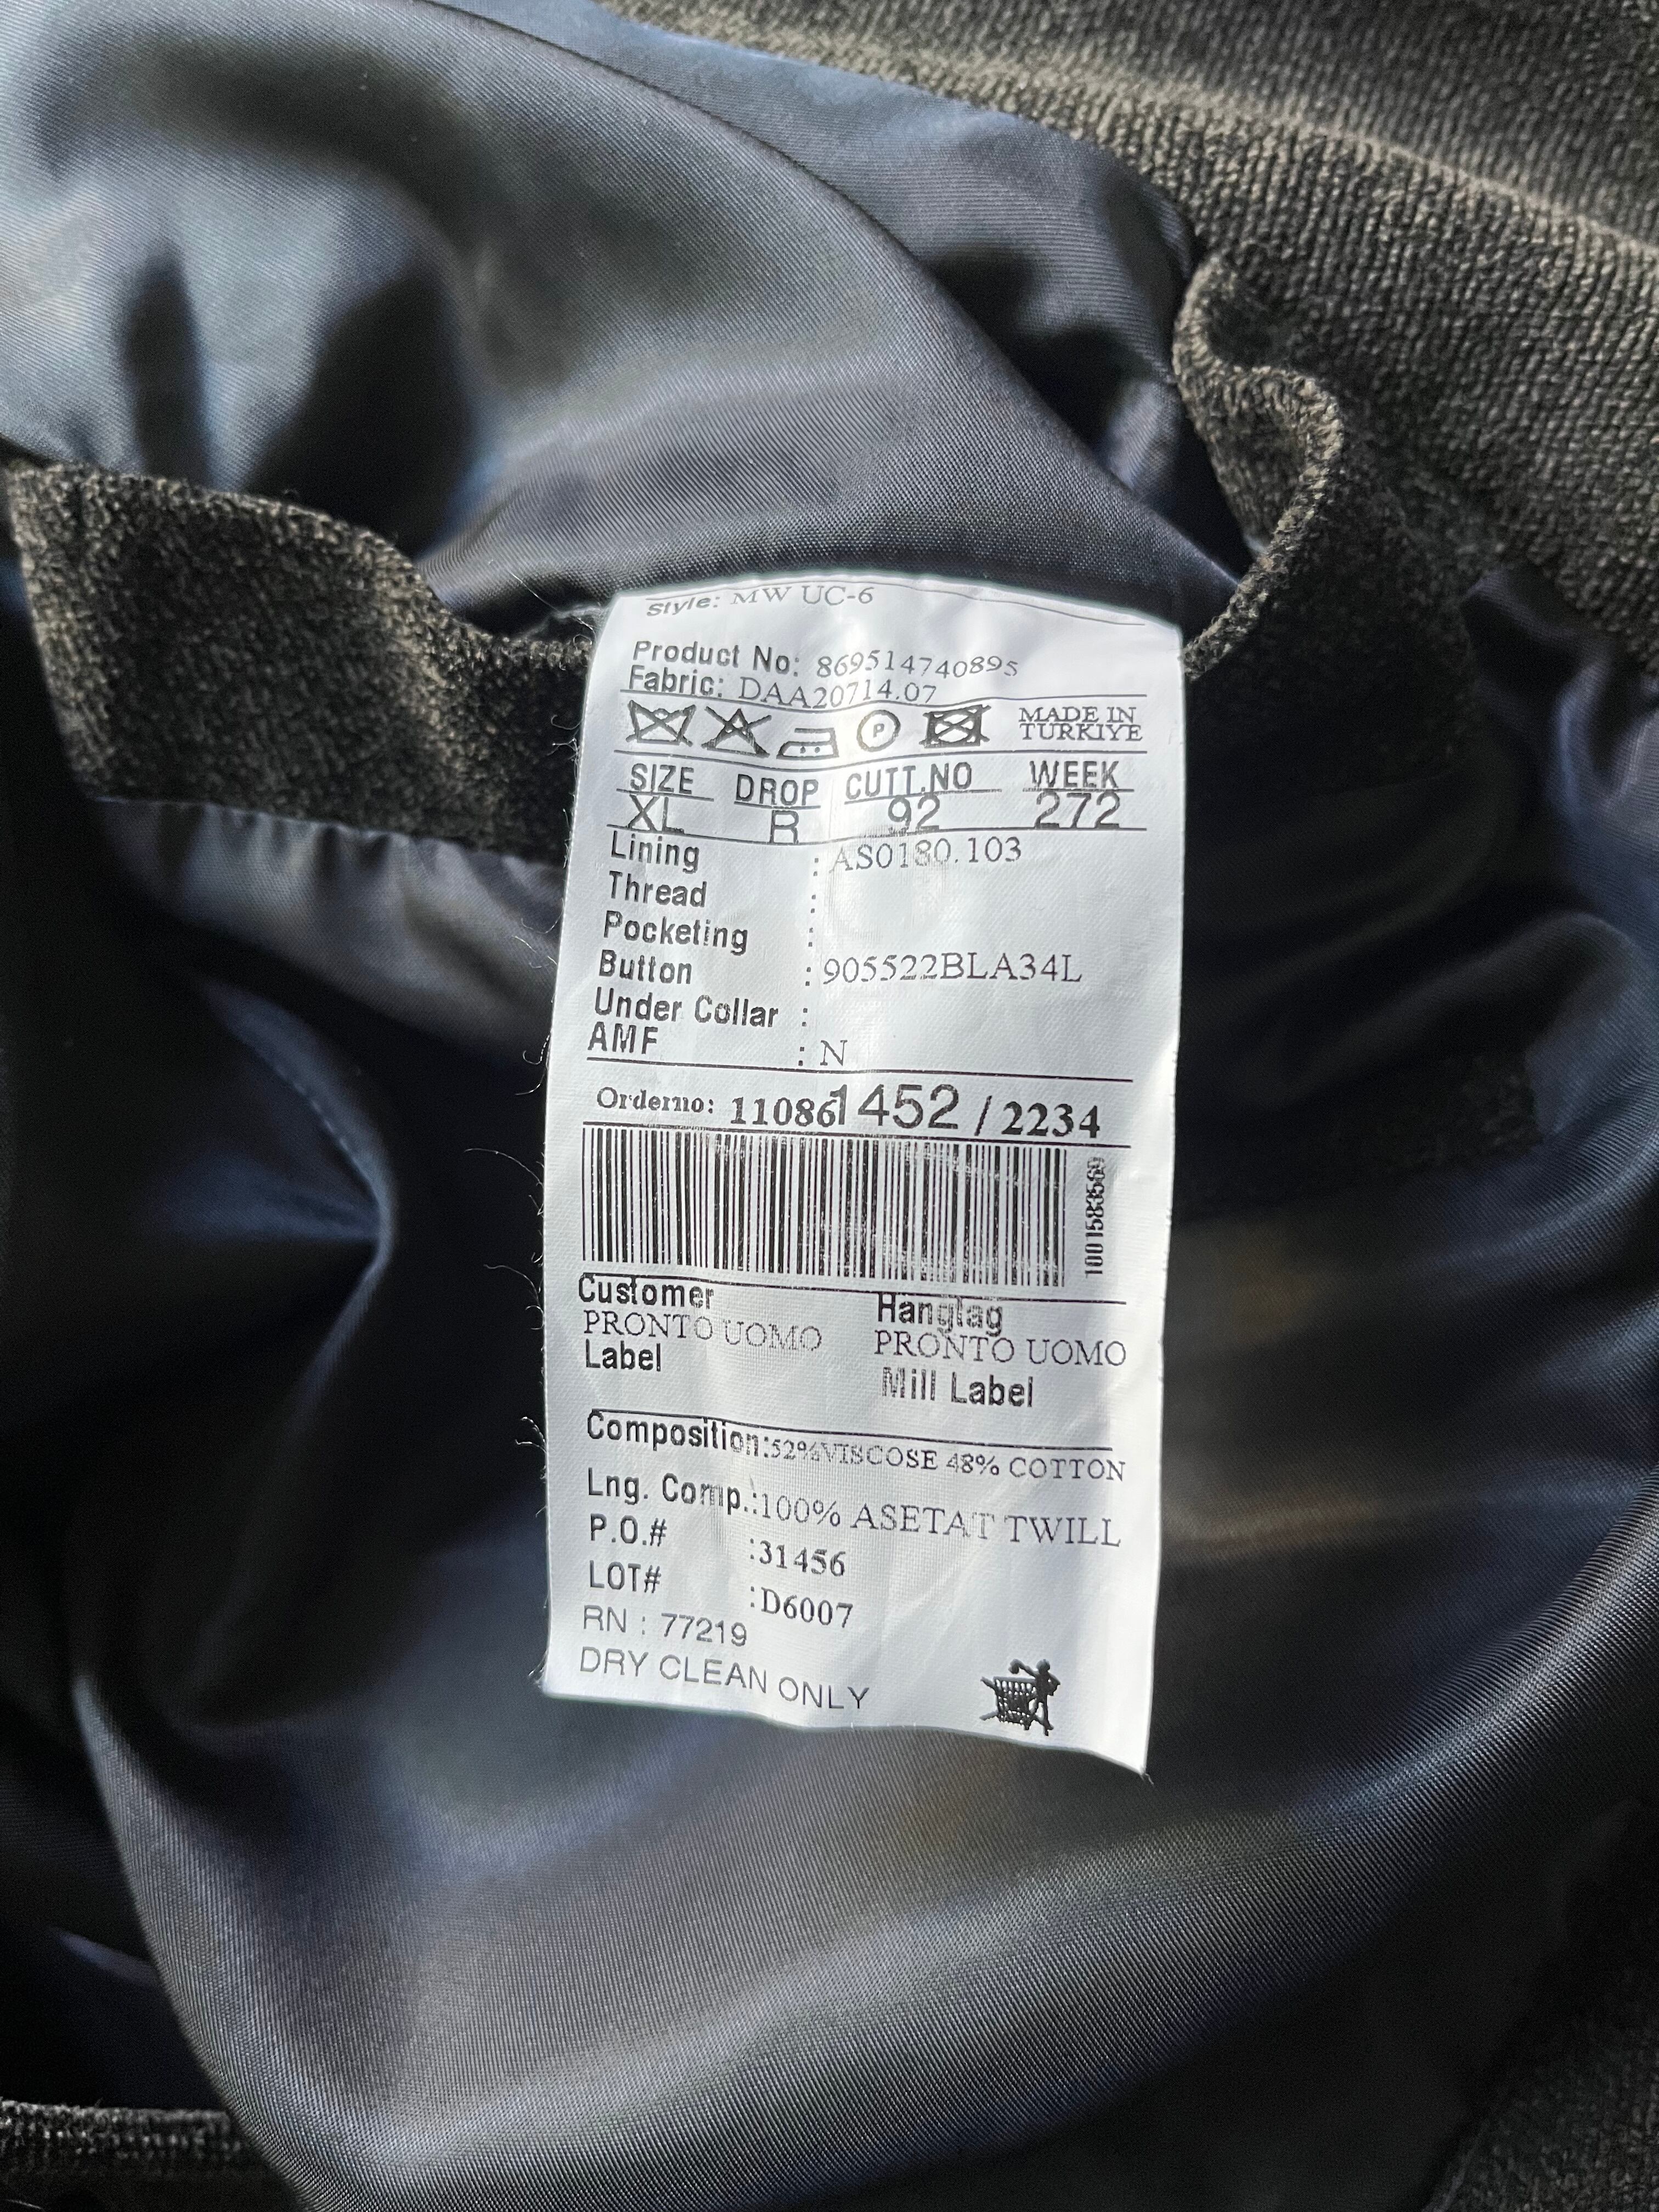 Style: MW UC-6
Product No: 869514740895
Fabric: DAA20714.07
P
MADE IN
TURKIYE
SIZE DROP CUTT.NO WEEK
XL R 92 272
Lining : AS0180.103
Thread :
Pocketing :
Button : 905522BLA34L
Under Collar :
AMF : N
Orderno: 110861452 / 2234
1001583560
Customer Hangtag
PRONTO UOMO PRONTO UOMO
Label Mill Label
Composition:52%VISCOSE 48% COTTON
Lng. Comp.:100% ASETAT TWILL
P.O.# :31456
LOT# :D6007
RN : 77219
DRY CLEAN ONLY